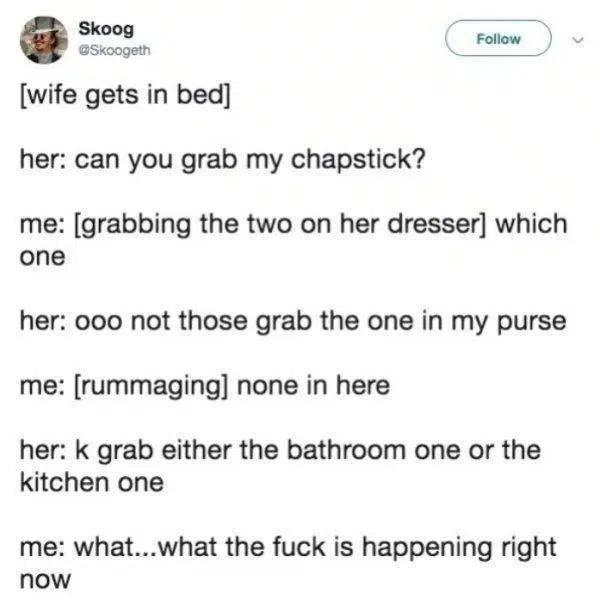 Skoog
@Skoogeth
Follow
[wife gets in bed]
her: can you grab my chapstick?
me: [grabbing the two on her dresser] which
one
her: ooo not those grab the one in my purse
me: [rummaging] none in here
her: k grab either the bathroom one or the
kitchen one
me: what...what the fuck is happening right
now